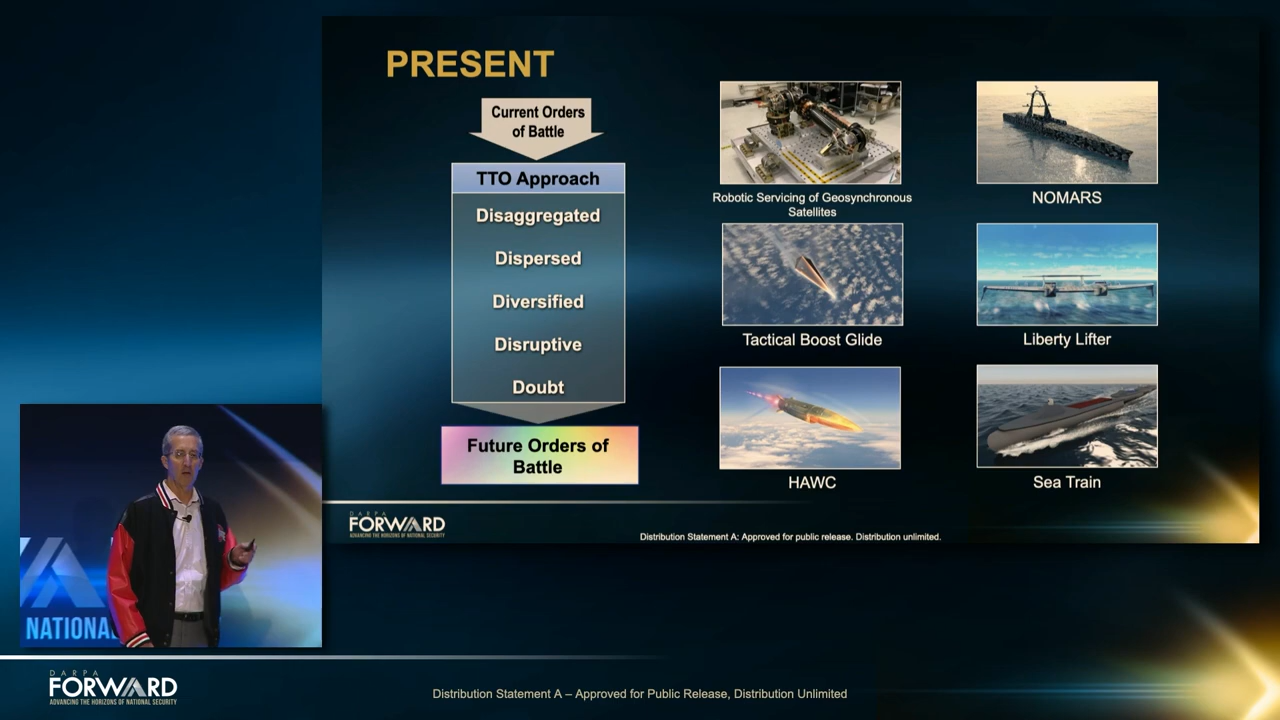 PRESENT
Current Orders
of Battle
TTO Approach
Disaggregated
Dispersed
Diversified
Disruptive
Doubt
Future Orders of
Battle
Robotic Servicing of Geosynchronous
Satellites
NOMARS
Tactical Boost Glide
Liberty Lifter
HAWC
Sea Train
DARPA
FORWARD
ADVANCING THE HORIZONS OF NATIONAL SECURITY
Distribution Statement A: Approved for public release. Distribution unlimited.
NATIONA
DARPA
FORWARD
ADVANCING THE HORIZONS OF NATIONAL SECURITY
Distribution Statement A – Approved for Public Release, Distribution Unlimited